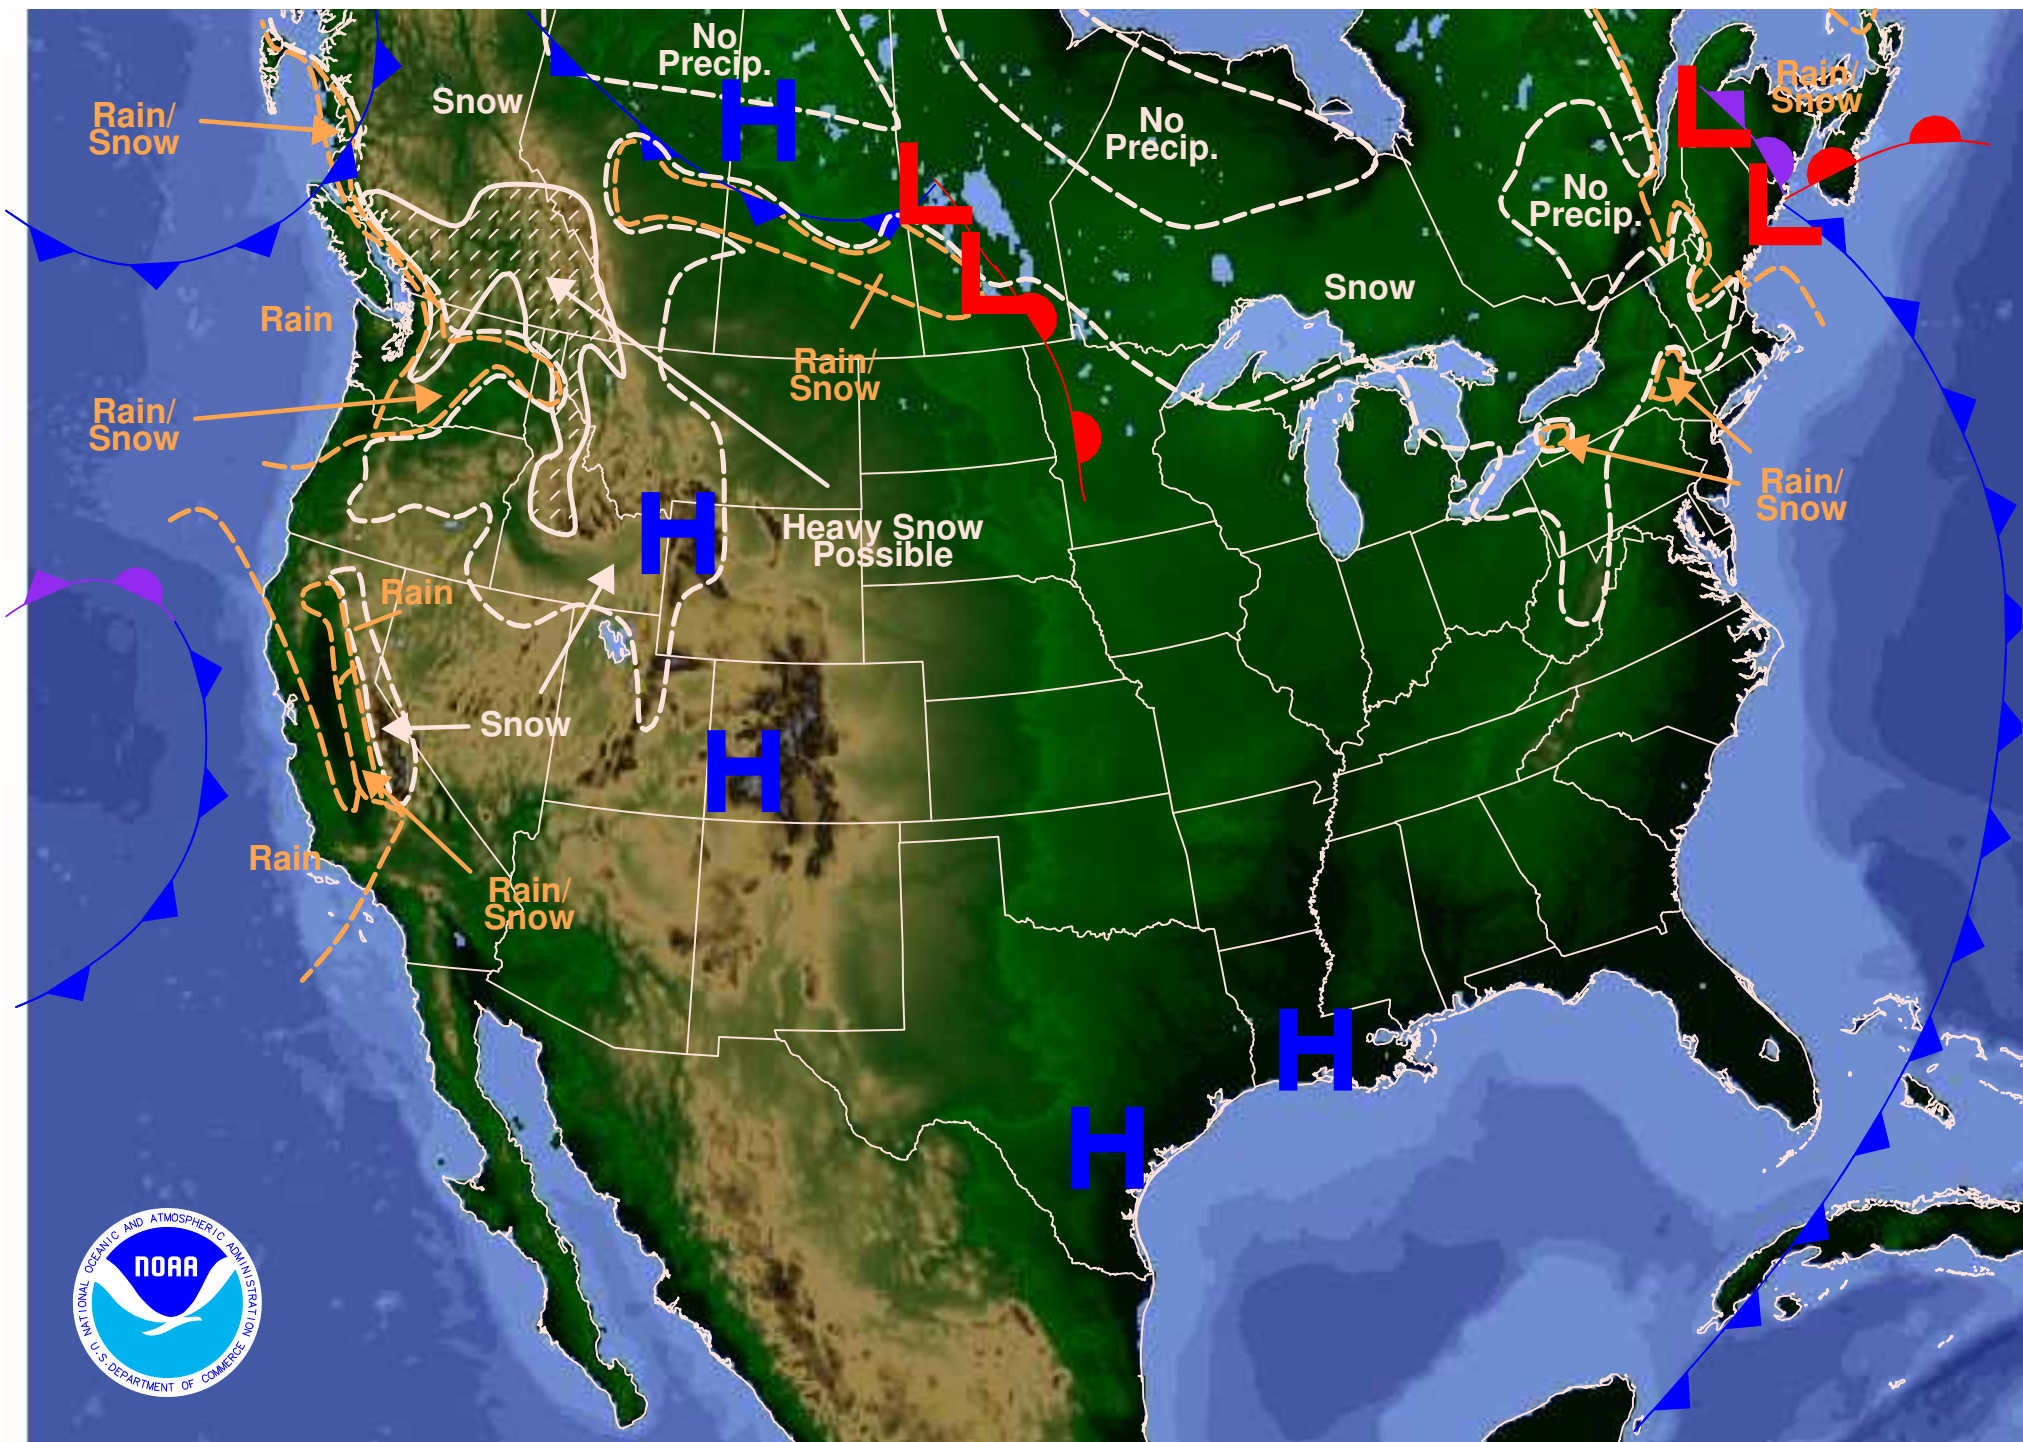 No
Precip.
H
Snow
Rain/
Snow
No
Precip.
L
L
Rain/
Snow
L
L
No
Precip.
Snow
Rain
Rain/
Snow
Rain/
Snow
Rain/
Snow
H
Heavy Snow
Possible
Rain
Snow
H
Rain
Rain/
Snow
H
H
NATIONAL OCEANIC AND ATMOSPHERIC ADMINISTRATION
NOAA
U.S. DEPARTMENT OF COMMERCE